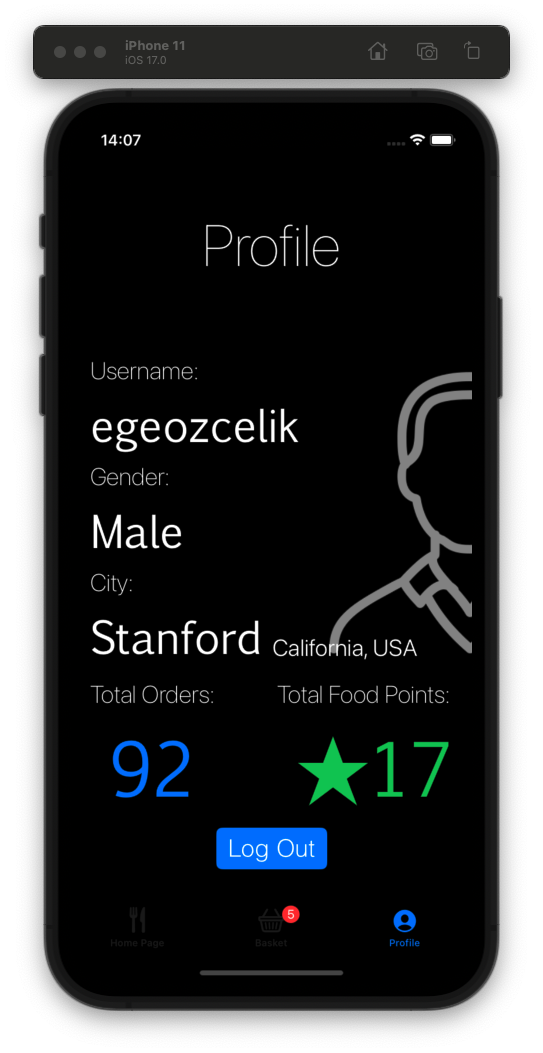 iPhone 11
iOS 17.0
14:07
Profile
Username:
egeozcelik
Gender:
Male
City:
Stanford California, USA
Total Orders: Total Food Points:
92 ★17
Log Out
5
Home Page Basket Profile